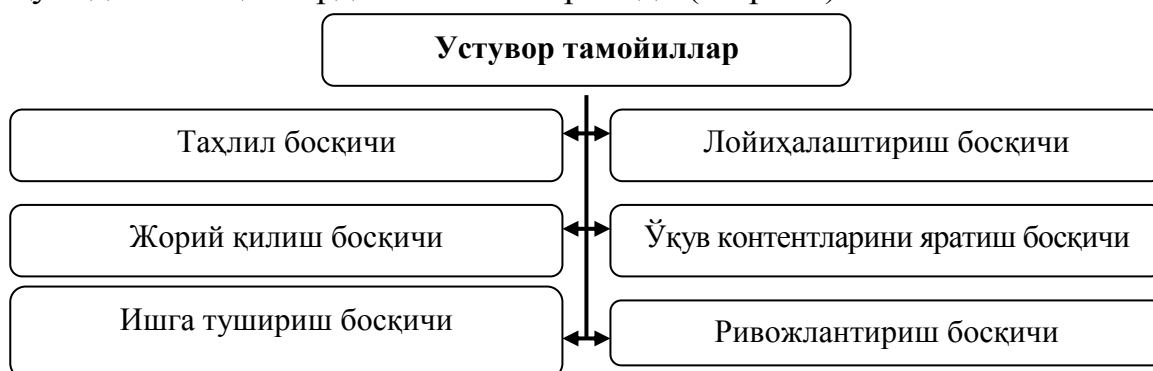 Устувор тамойиллар
Таҳлил босқичи
Лойиҳалаштириш босқичи
Жорий қилиш босқичи
Ўқув контентларини яратиш босқичи
Ишга тушириш босқичи
Ривожлантириш босқичи